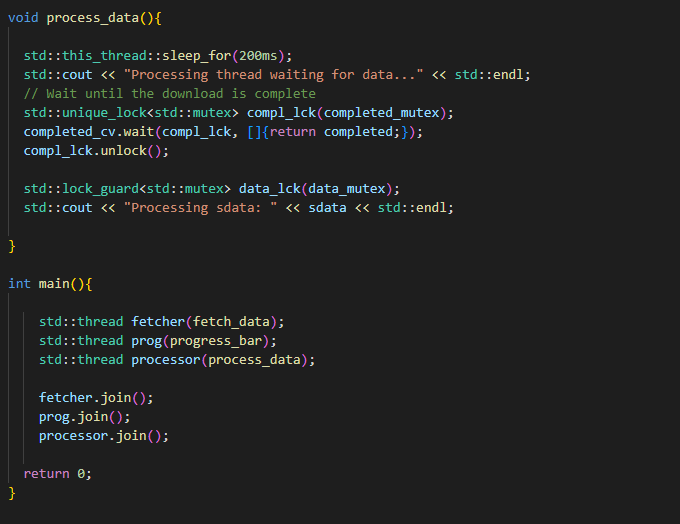 void process_data(){
std::this_thread::sleep_for(200ms);
std::cout << "Processing thread waiting for data..." << std::endl;
// Wait until the download is complete
std::unique_lock<std::mutex> compl_lck(completed_mutex);
completed_cv.wait(compl_lck, []{return completed;});
compl_lck.unlock();
std::lock_guard<std::mutex> data_lck(data_mutex);
std::cout << "Processing sdata: " << sdata << std::endl;
}
int main(){
std::thread fetcher(fetch_data);
std::thread prog(progress_bar);
std::thread processor(process_data);
fetcher.join();
prog.join();
processor.join();
return 0;
}